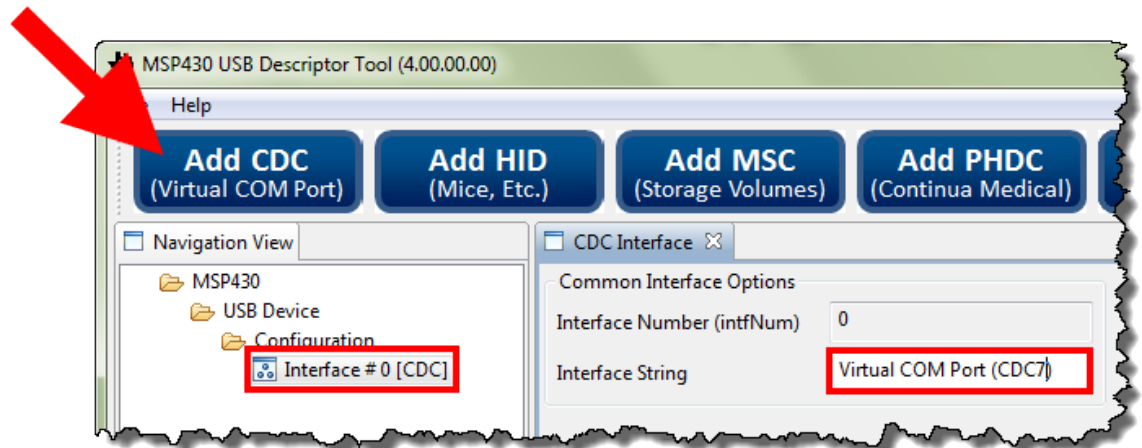 MSP430 USB Descriptor Tool (4.00.00.00)
Help
Add CDC
(Virtual COM Port)
Add HID
(Mice, Etc.)
Add MSC
(Storage Volumes)
Add PHDC
(Continua Medical)
Navigation View
MSP430
USB Device
Configuration
Interface # 0 [CDC]
CDC Interface
Common Interface Options
Interface Number (intfNum) 0
Interface String Virtual COM Port (CDC7)